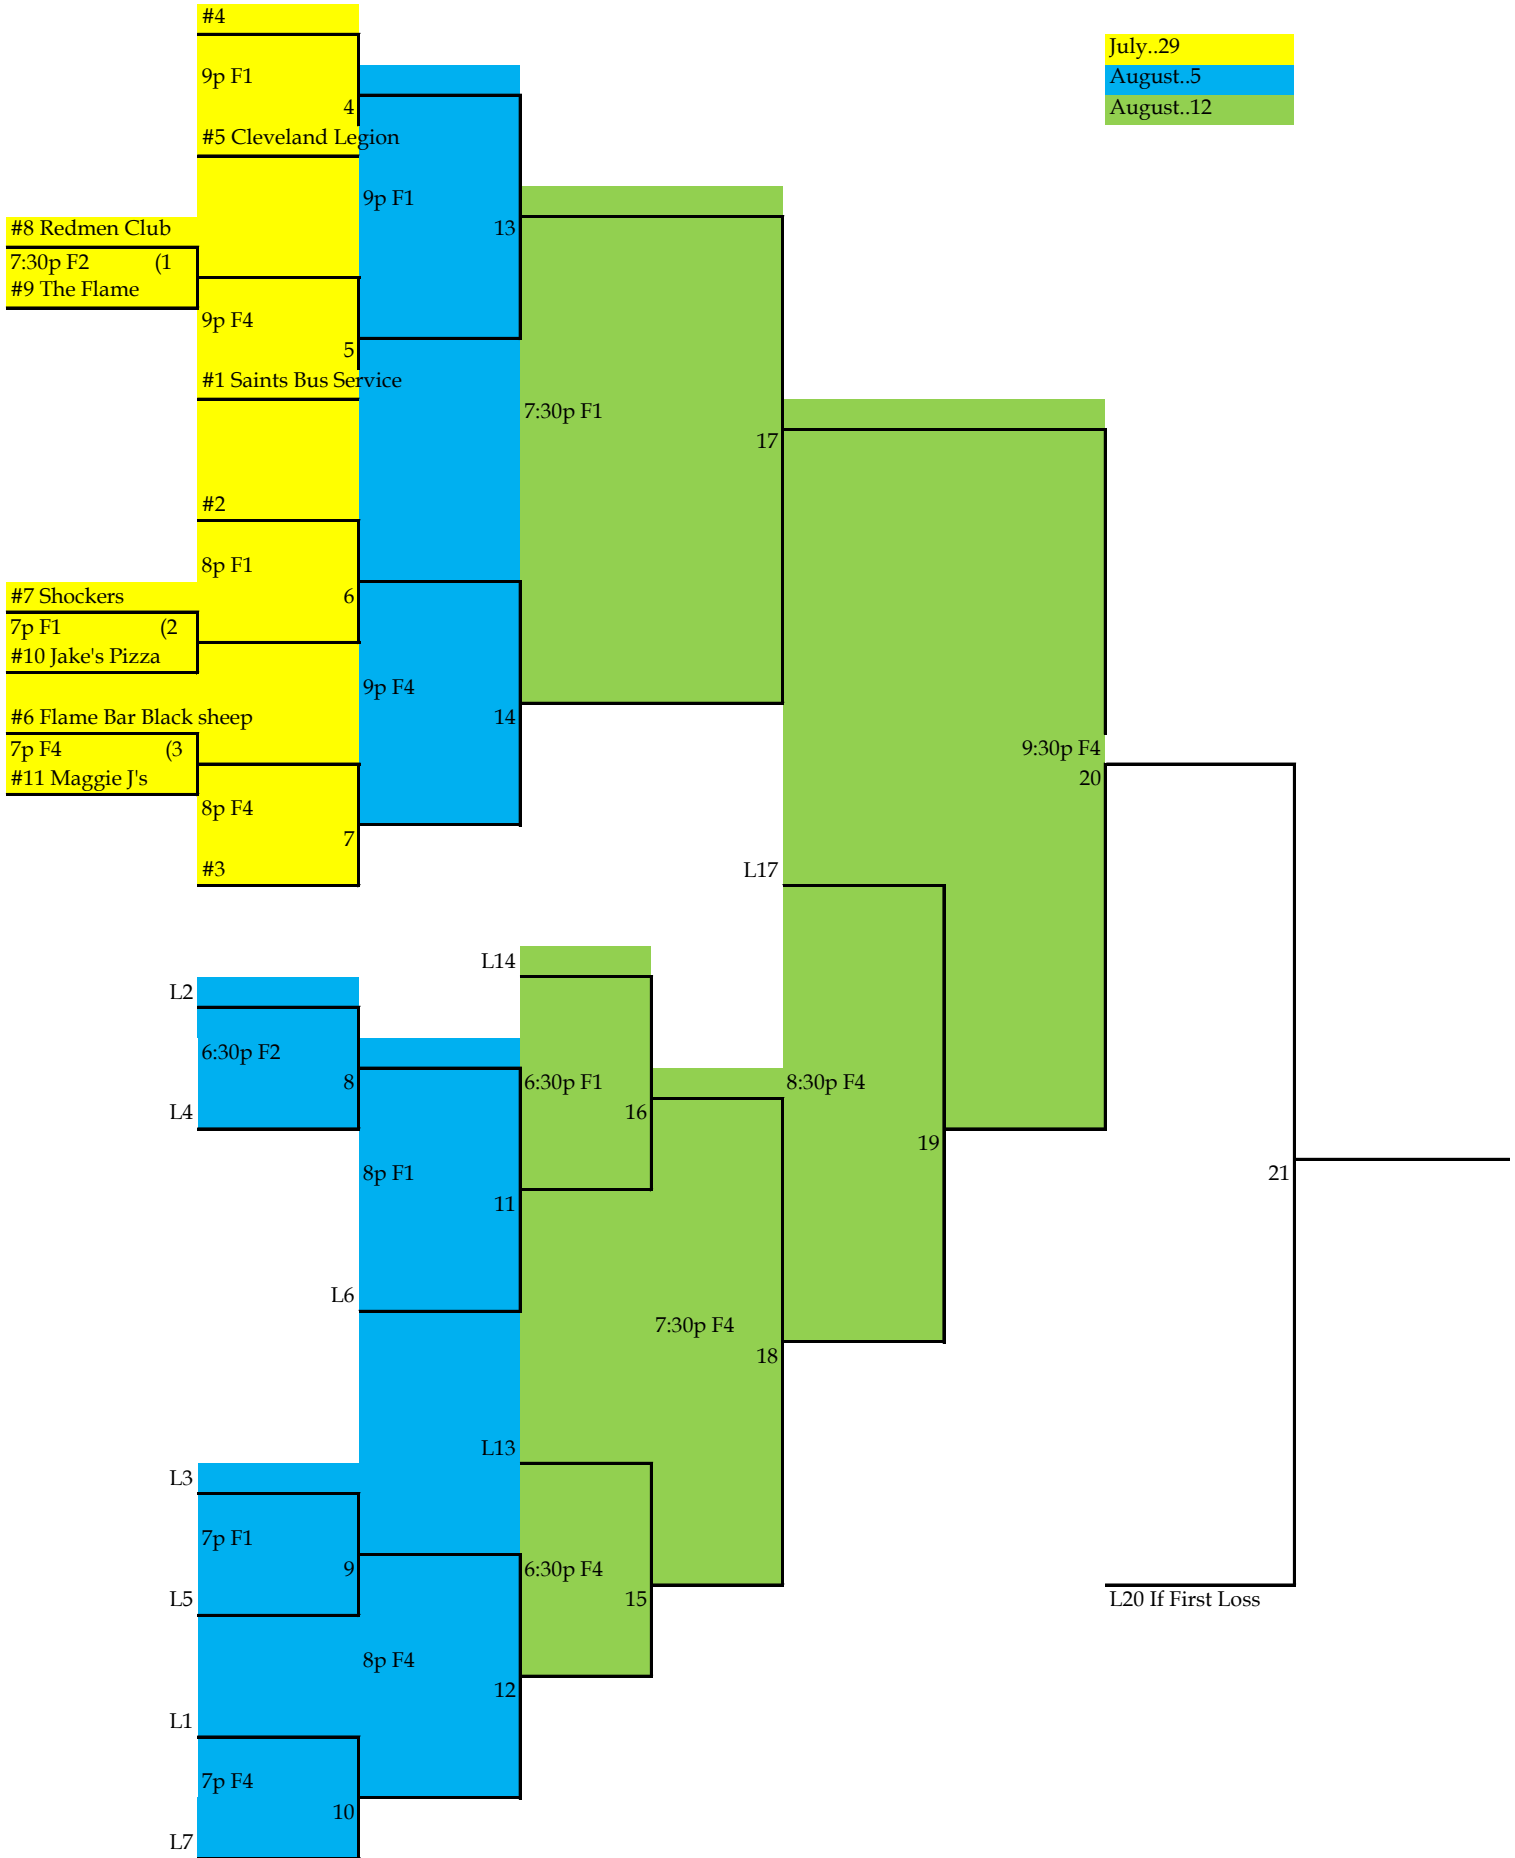 #4
July..29
9p F1
August..5
4
August..12
#5 Cleveland Legion
9p F1
#8 Redmen Club
13
7:30p F2 (1
#9 The Flame
9p F4
5
#1 Saints Bus Service
7:30p F1
17
#2
8p F1
#7 Shockers
6
7p F1 (2
#10 Jake's Pizza
9p F4
#6 Flame Bar Black sheep
14
7p F4 (3
9:30p F4
#11 Maggie J's
20
8p F4
7
#3
L17
L14
L2
6:30p F2
8
6:30p F1
8:30p F4
L4
16
19
8p F1
21
11
L6
7:30p F4
18
L13
L3
7p F1
9
6:30p F4
L5
15
L20 If First Loss
8p F4
12
L1
7p F4
10
L7